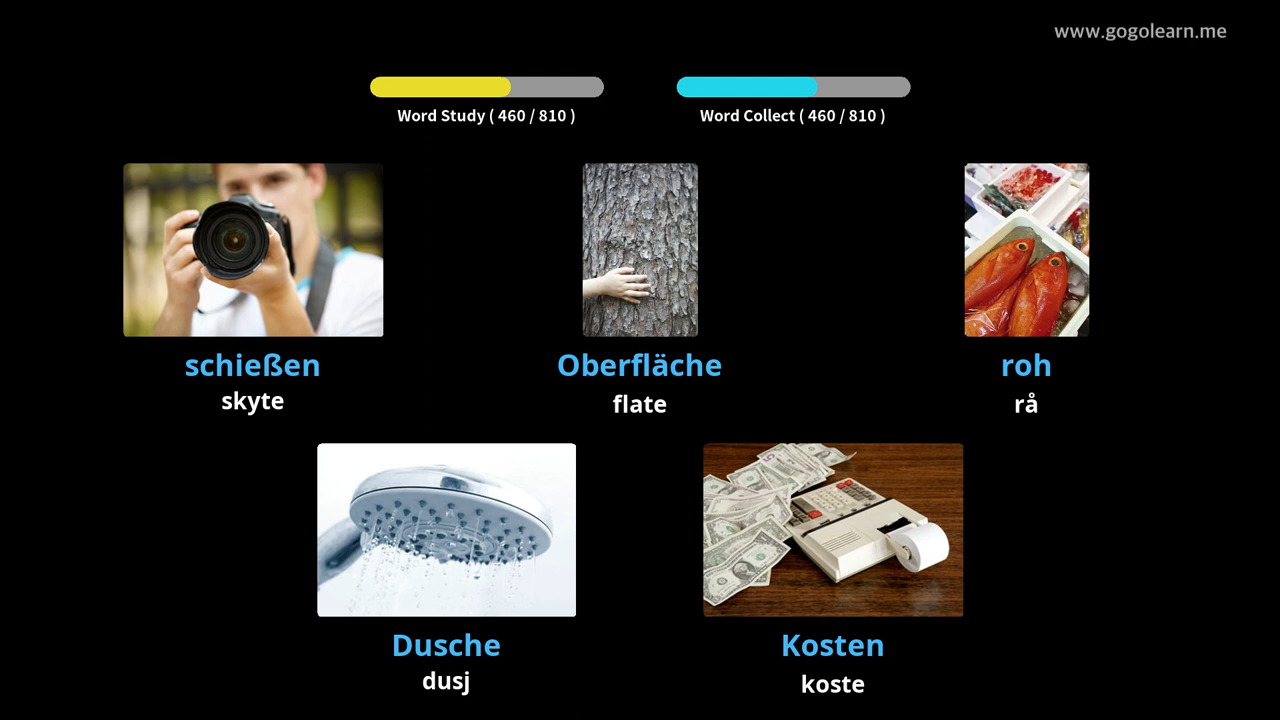 www.gogolearn.me
Word Study ( 460 / 810 )
Word Collect ( 460 / 810 )
schießen
skyte
Oberfläche
flate
roh
rå
Dusche
dusj
Kosten
koste